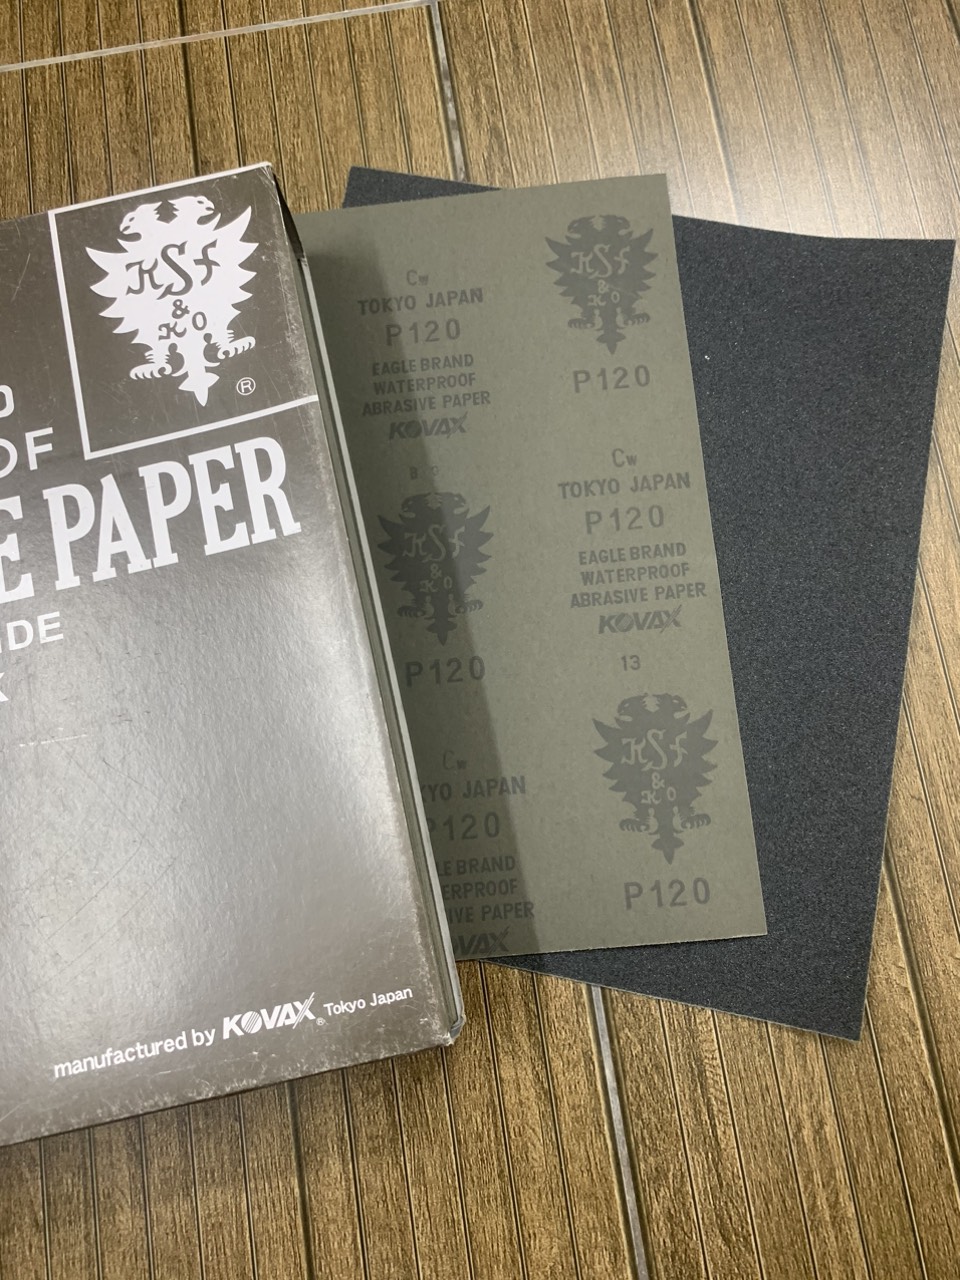 KSF
&
KO
®
OF
E PAPER
IDE
manufactured by KOVAX® Tokyo Japan
Cw
TOKYO JAPAN
P120
EAGLE BRAND
WATERPROOF
ABRASIVE PAPER
KOVAX
KSF
&
KO
P120
Cw
YO JAPAN
P120
LE BRAND
ERPROOF
IVE PAPER
VAX
KSF
&
KO
P120
Cw
TOKYO JAPAN
P120
EAGLE BRAND
WATERPROOF
ABRASIVE PAPER
KOVAX
13
KSF
&
KO
P120